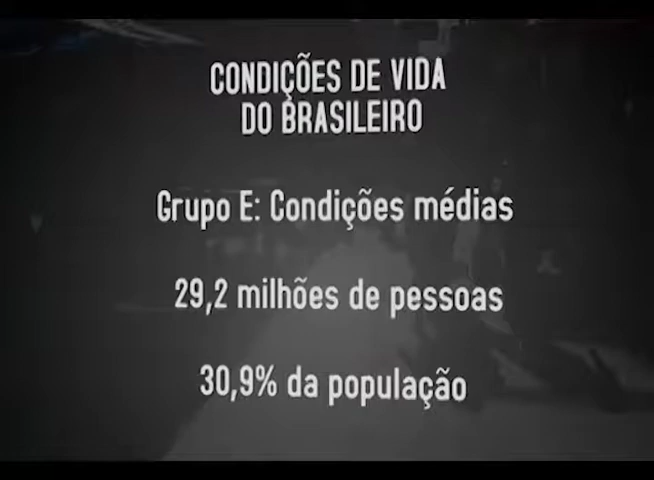 CONDIÇÕES DE VIDA
DO BRASILEIRO
Grupo E: Condições médias
29,2 milhões de pessoas
30,9% da população